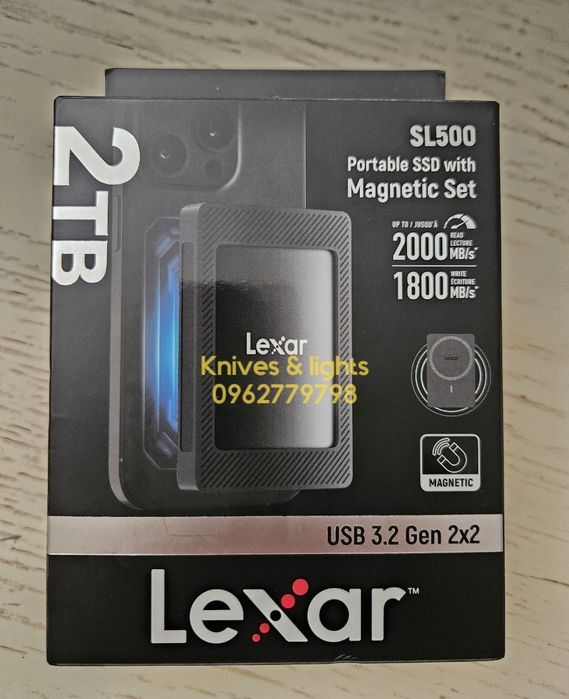 2TB
SL500
Portable SSD with
Magnetic Set
UP TO / JUSQU'À
2000 READ LECTURE MB/s*
1800 WRITE ÉCRITURE MB/s*
Lexar
Knives & lights
0962779798
Lexar
MAGNETIC
USB 3.2 Gen 2x2
Lexar™